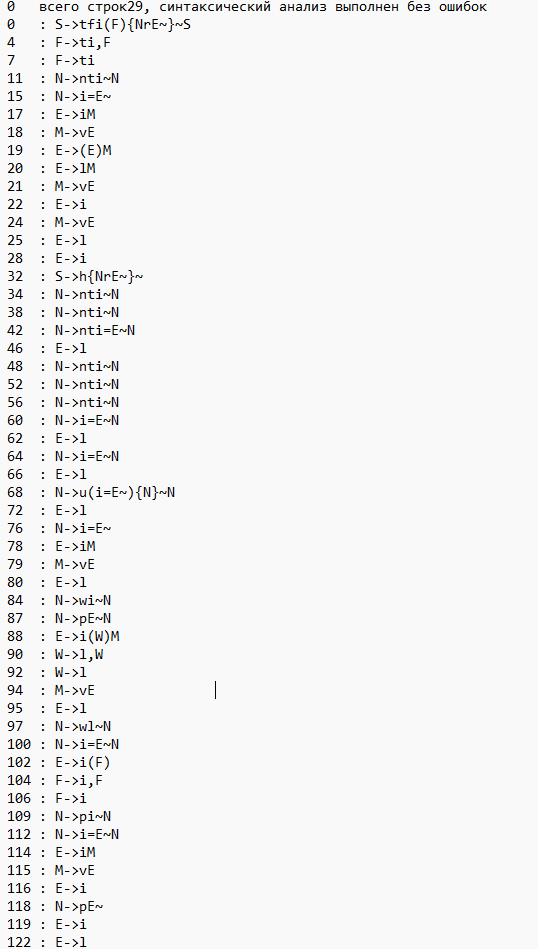 0 всего строк29, синтаксический анализ выполнен без ошибок
0 : S->tfi(F){NrE~}~S
4 : F->ti,F
7 : F->ti
11 : N->nti~N
15 : N->i=E~
17 : E->iM
18 : M->vE
19 : E->(E)M
20 : E->lM
21 : M->vE
22 : E->i
24 : M->vE
25 : E->l
28 : E->i
32 : S->h{NrE~}~
34 : N->nti~N
38 : N->nti~N
42 : N->nti=E~N
46 : E->l
48 : N->nti~N
52 : N->nti~N
56 : N->nti~N
60 : N->i=E~N
62 : E->l
64 : N->i=E~N
66 : E->l
68 : N->u(i=E~){N}~N
72 : E->l
76 : N->i=E~
78 : E->iM
79 : M->vE
80 : E->l
84 : N->wi~N
87 : N->pE~N
88 : E->i(W)M
90 : W->l,W
92 : W->l
94 : M->vE
95 : E->l
97 : N->wl~N
100 : N->i=E~N
102 : E->i(F)
104 : F->i,F
106 : F->i
109 : N->pi~N
112 : N->i=E~N
114 : E->iM
115 : M->vE
116 : E->i
118 : N->pE~
119 : E->i
122 : E->l